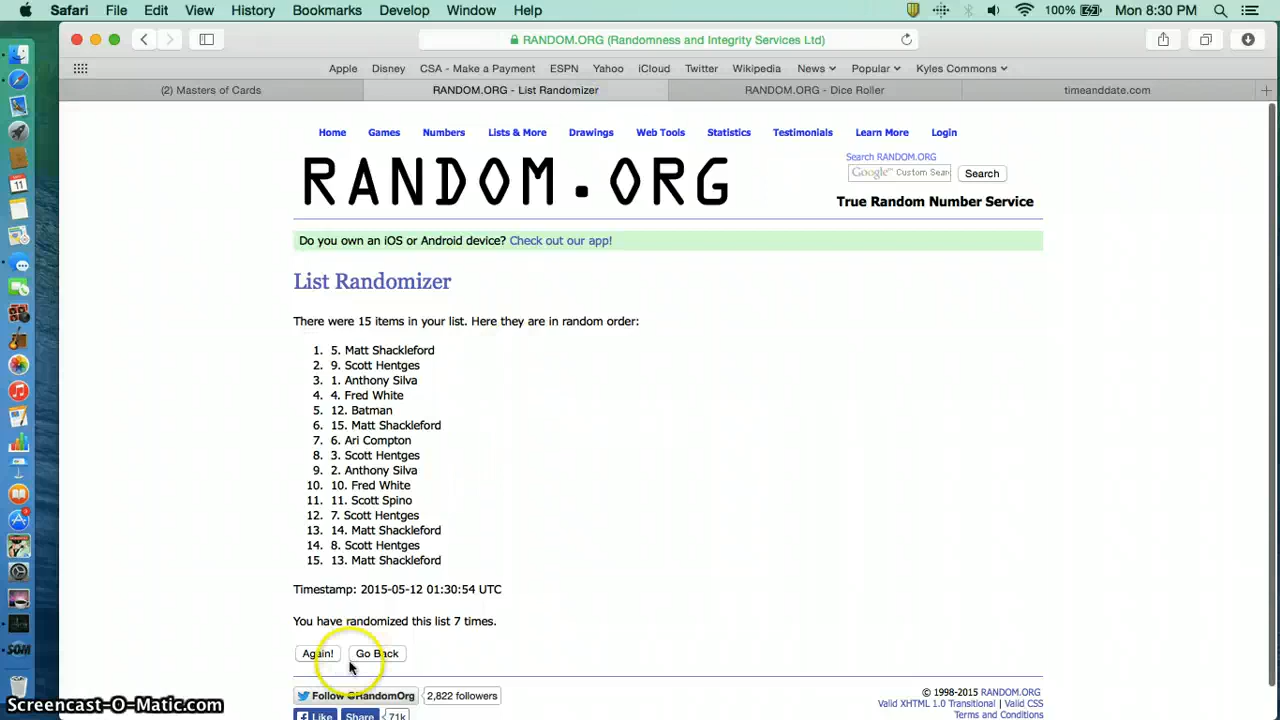 Safari File Edit View History Bookmarks Develop Window Help 100% Mon 8:30 PM
RANDOM.ORG (Randomness and Integrity Services Ltd)
Apple Disney CSA - Make a Payment ESPN Yahoo iCloud Twitter Wikipedia News Popular Kyles Commons
(2) Masters of Cards RANDOM.ORG - List Randomizer RANDOM.ORG - Dice Roller timeanddate.com
Home Games Numbers Lists & More Drawings Web Tools Statistics Testimonials Learn More Login
RANDOM.ORG
Search RANDOM.ORG
Google™ Custom Sear Search
True Random Number Service
Do you own an iOS or Android device? Check out our app!
List Randomizer
There were 15 items in your list. Here they are in random order:
1. 5. Matt Shackleford
2. 9. Scott Hentges
3. 1. Anthony Silva
4. 4. Fred White
5. 12. Batman
6. 15. Matt Shackleford
7. 6. Ari Compton
8. 3. Scott Hentges
9. 2. Anthony Silva
10. 10. Fred White
11. 11. Scott Spino
12. 7. Scott Hentges
13. 14. Matt Shackleford
14. 8. Scott Hentges
15. 13. Matt Shackleford
Timestamp: 2015-05-12 01:30:54 UTC
You have randomized this list 7 times.
Again! Go Back
Follow @RandomOrg 2,822 followers
Like Share 71k
© 1998-2015 RANDOM.ORG
Valid XHTML 1.0 Transitional | Valid CSS
Terms and Conditions
Screencast-O-Matic.com